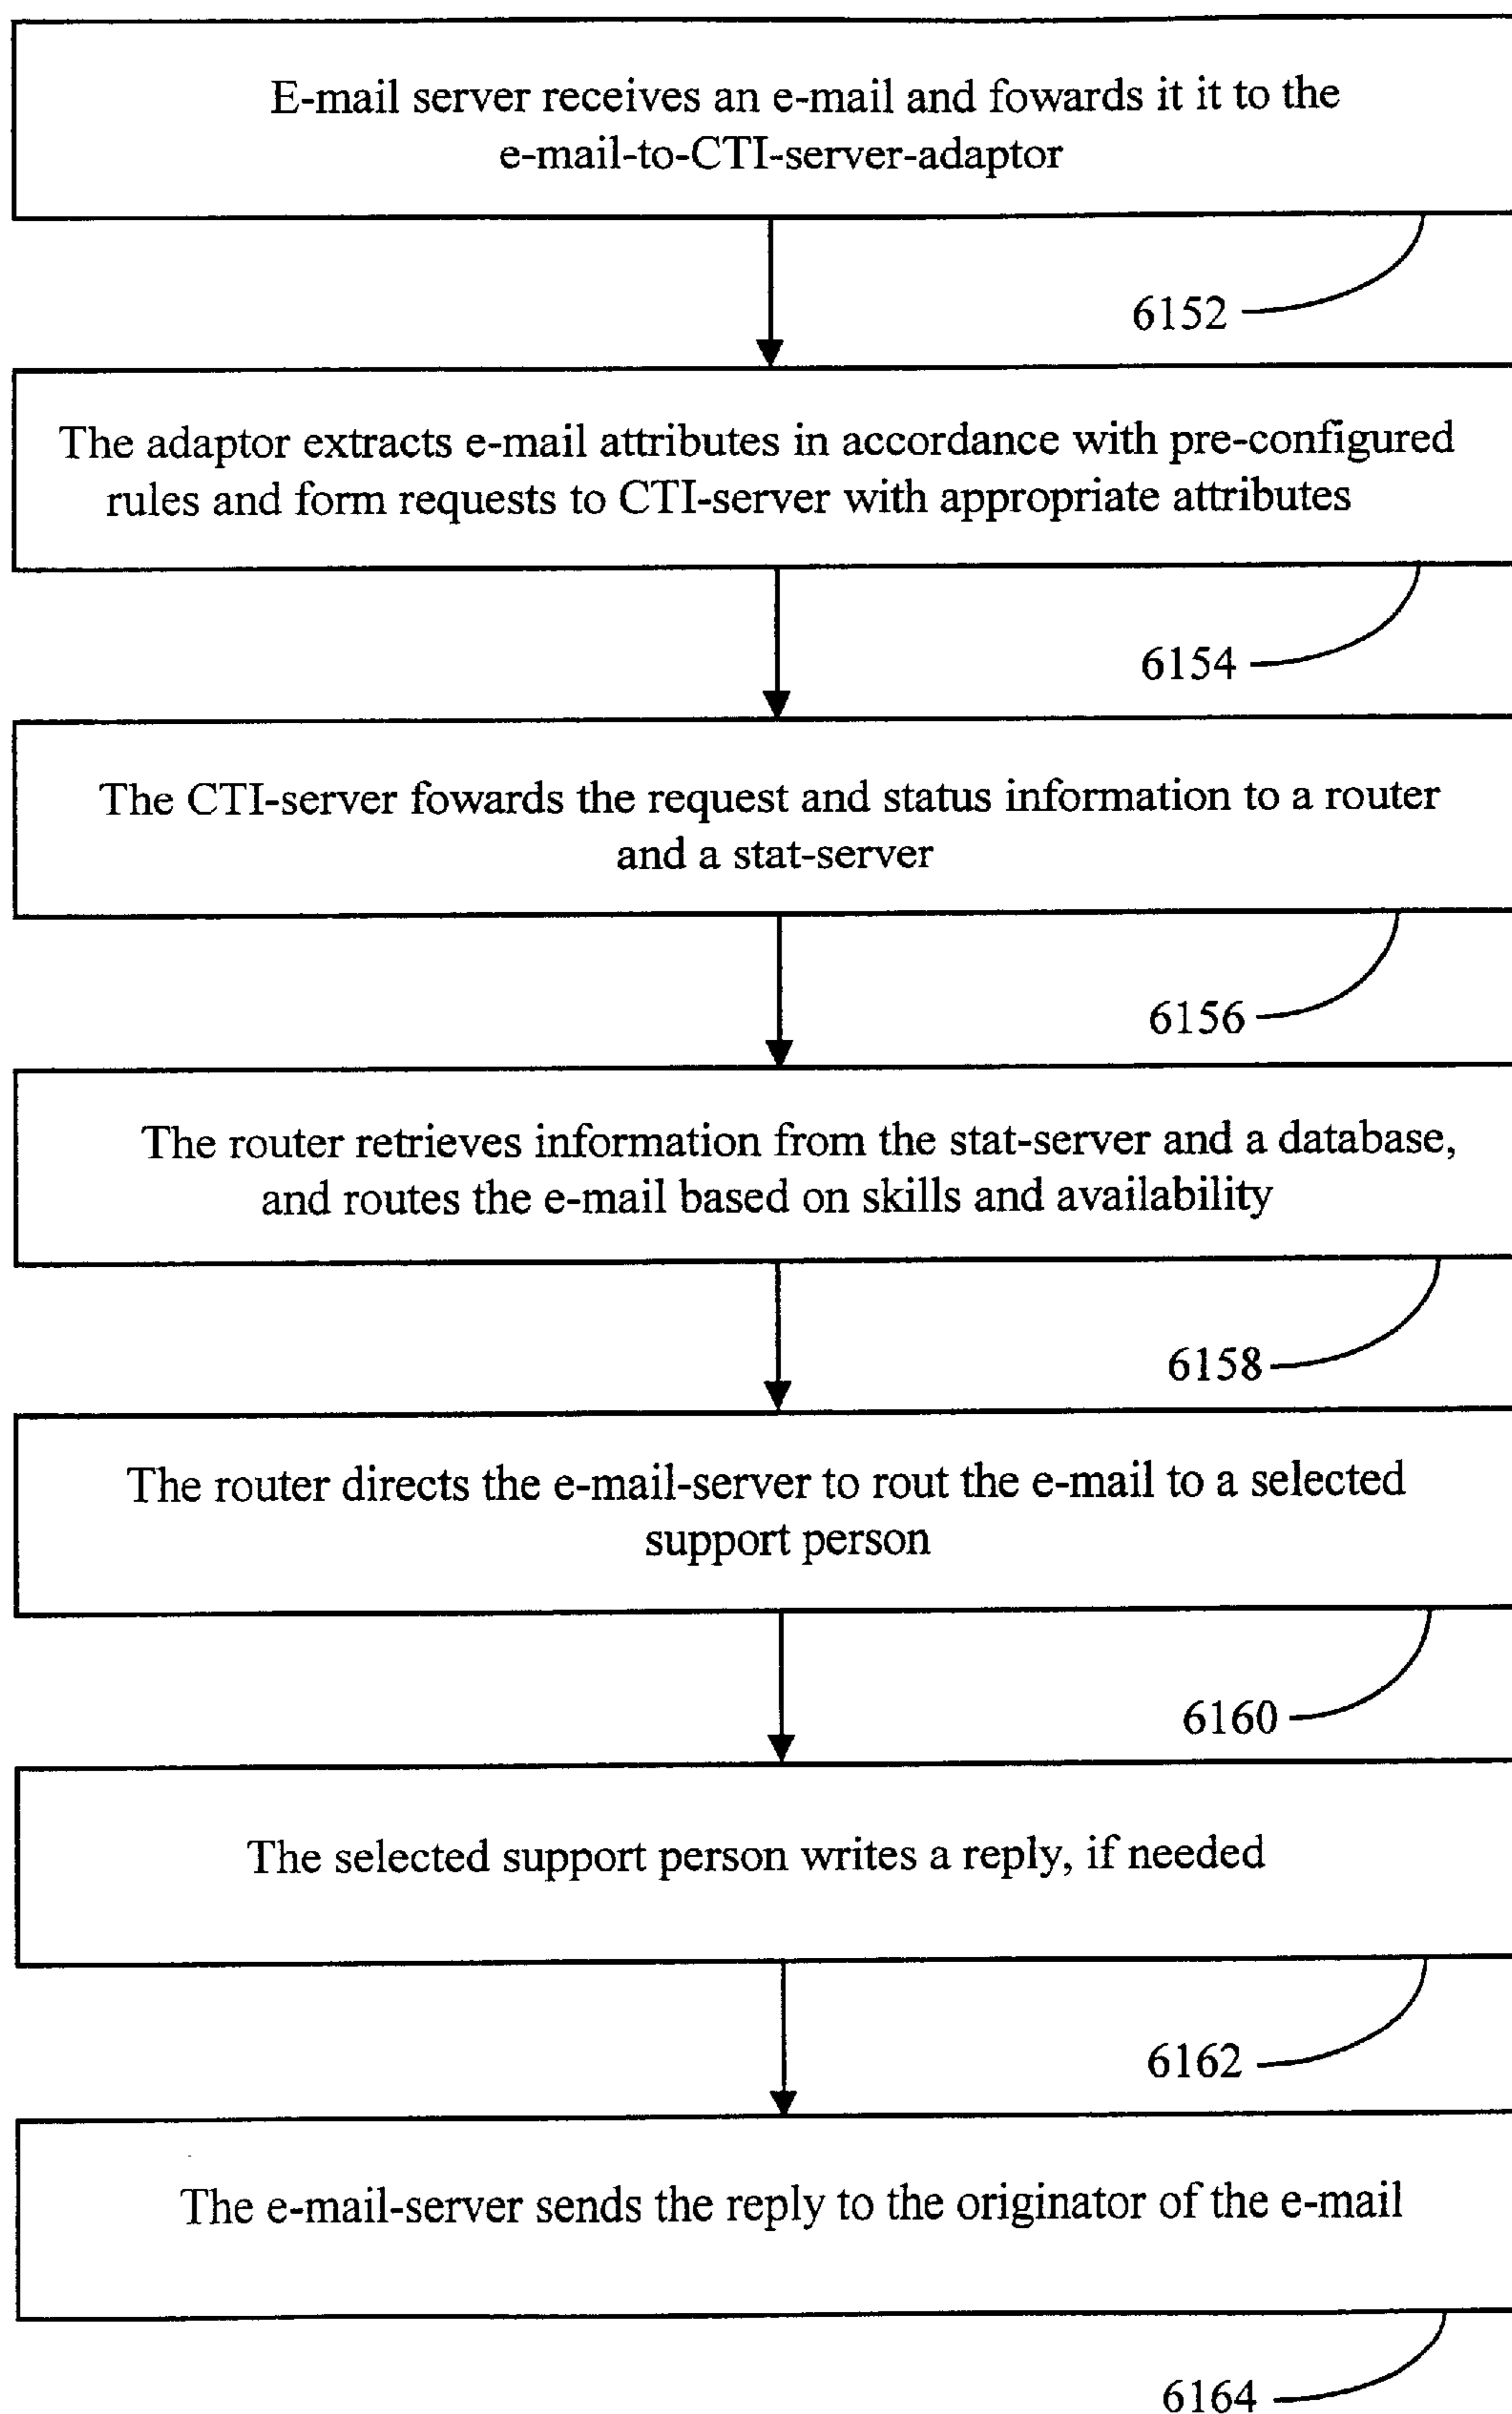 E-mail server receives an e-mail and fowards it it to the
e-mail-to-CTI-server-adaptor
6152
The adaptor extracts e-mail attributes in accordance with pre-configured
rules and form requests to CTI-server with appropriate attributes
6154
The CTI-server fowards the request and status information to a router
and a stat-server
6156
The router retrieves information from the stat-server and a database,
and routes the e-mail based on skills and availability
6158
The router directs the e-mail-server to rout the e-mail to a selected
support person
6160
The selected support person writes a reply, if needed
6162
The e-mail-server sends the reply to the originator of the e-mail
6164